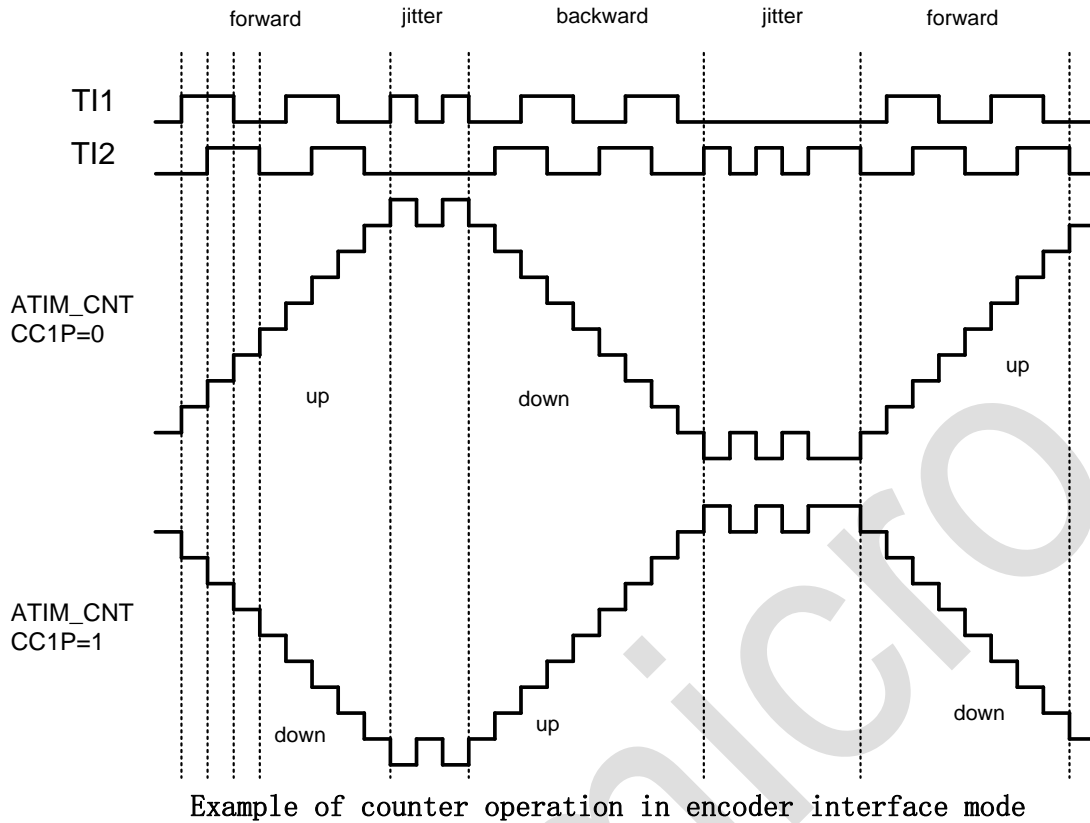 forward jitter backward jitter forward
TI1
TI2
ATIM_CNT
CC1P=0
up down up
ATIM_CNT
CC1P=1
down up down
micro
Example of counter operation in encoder interface mode